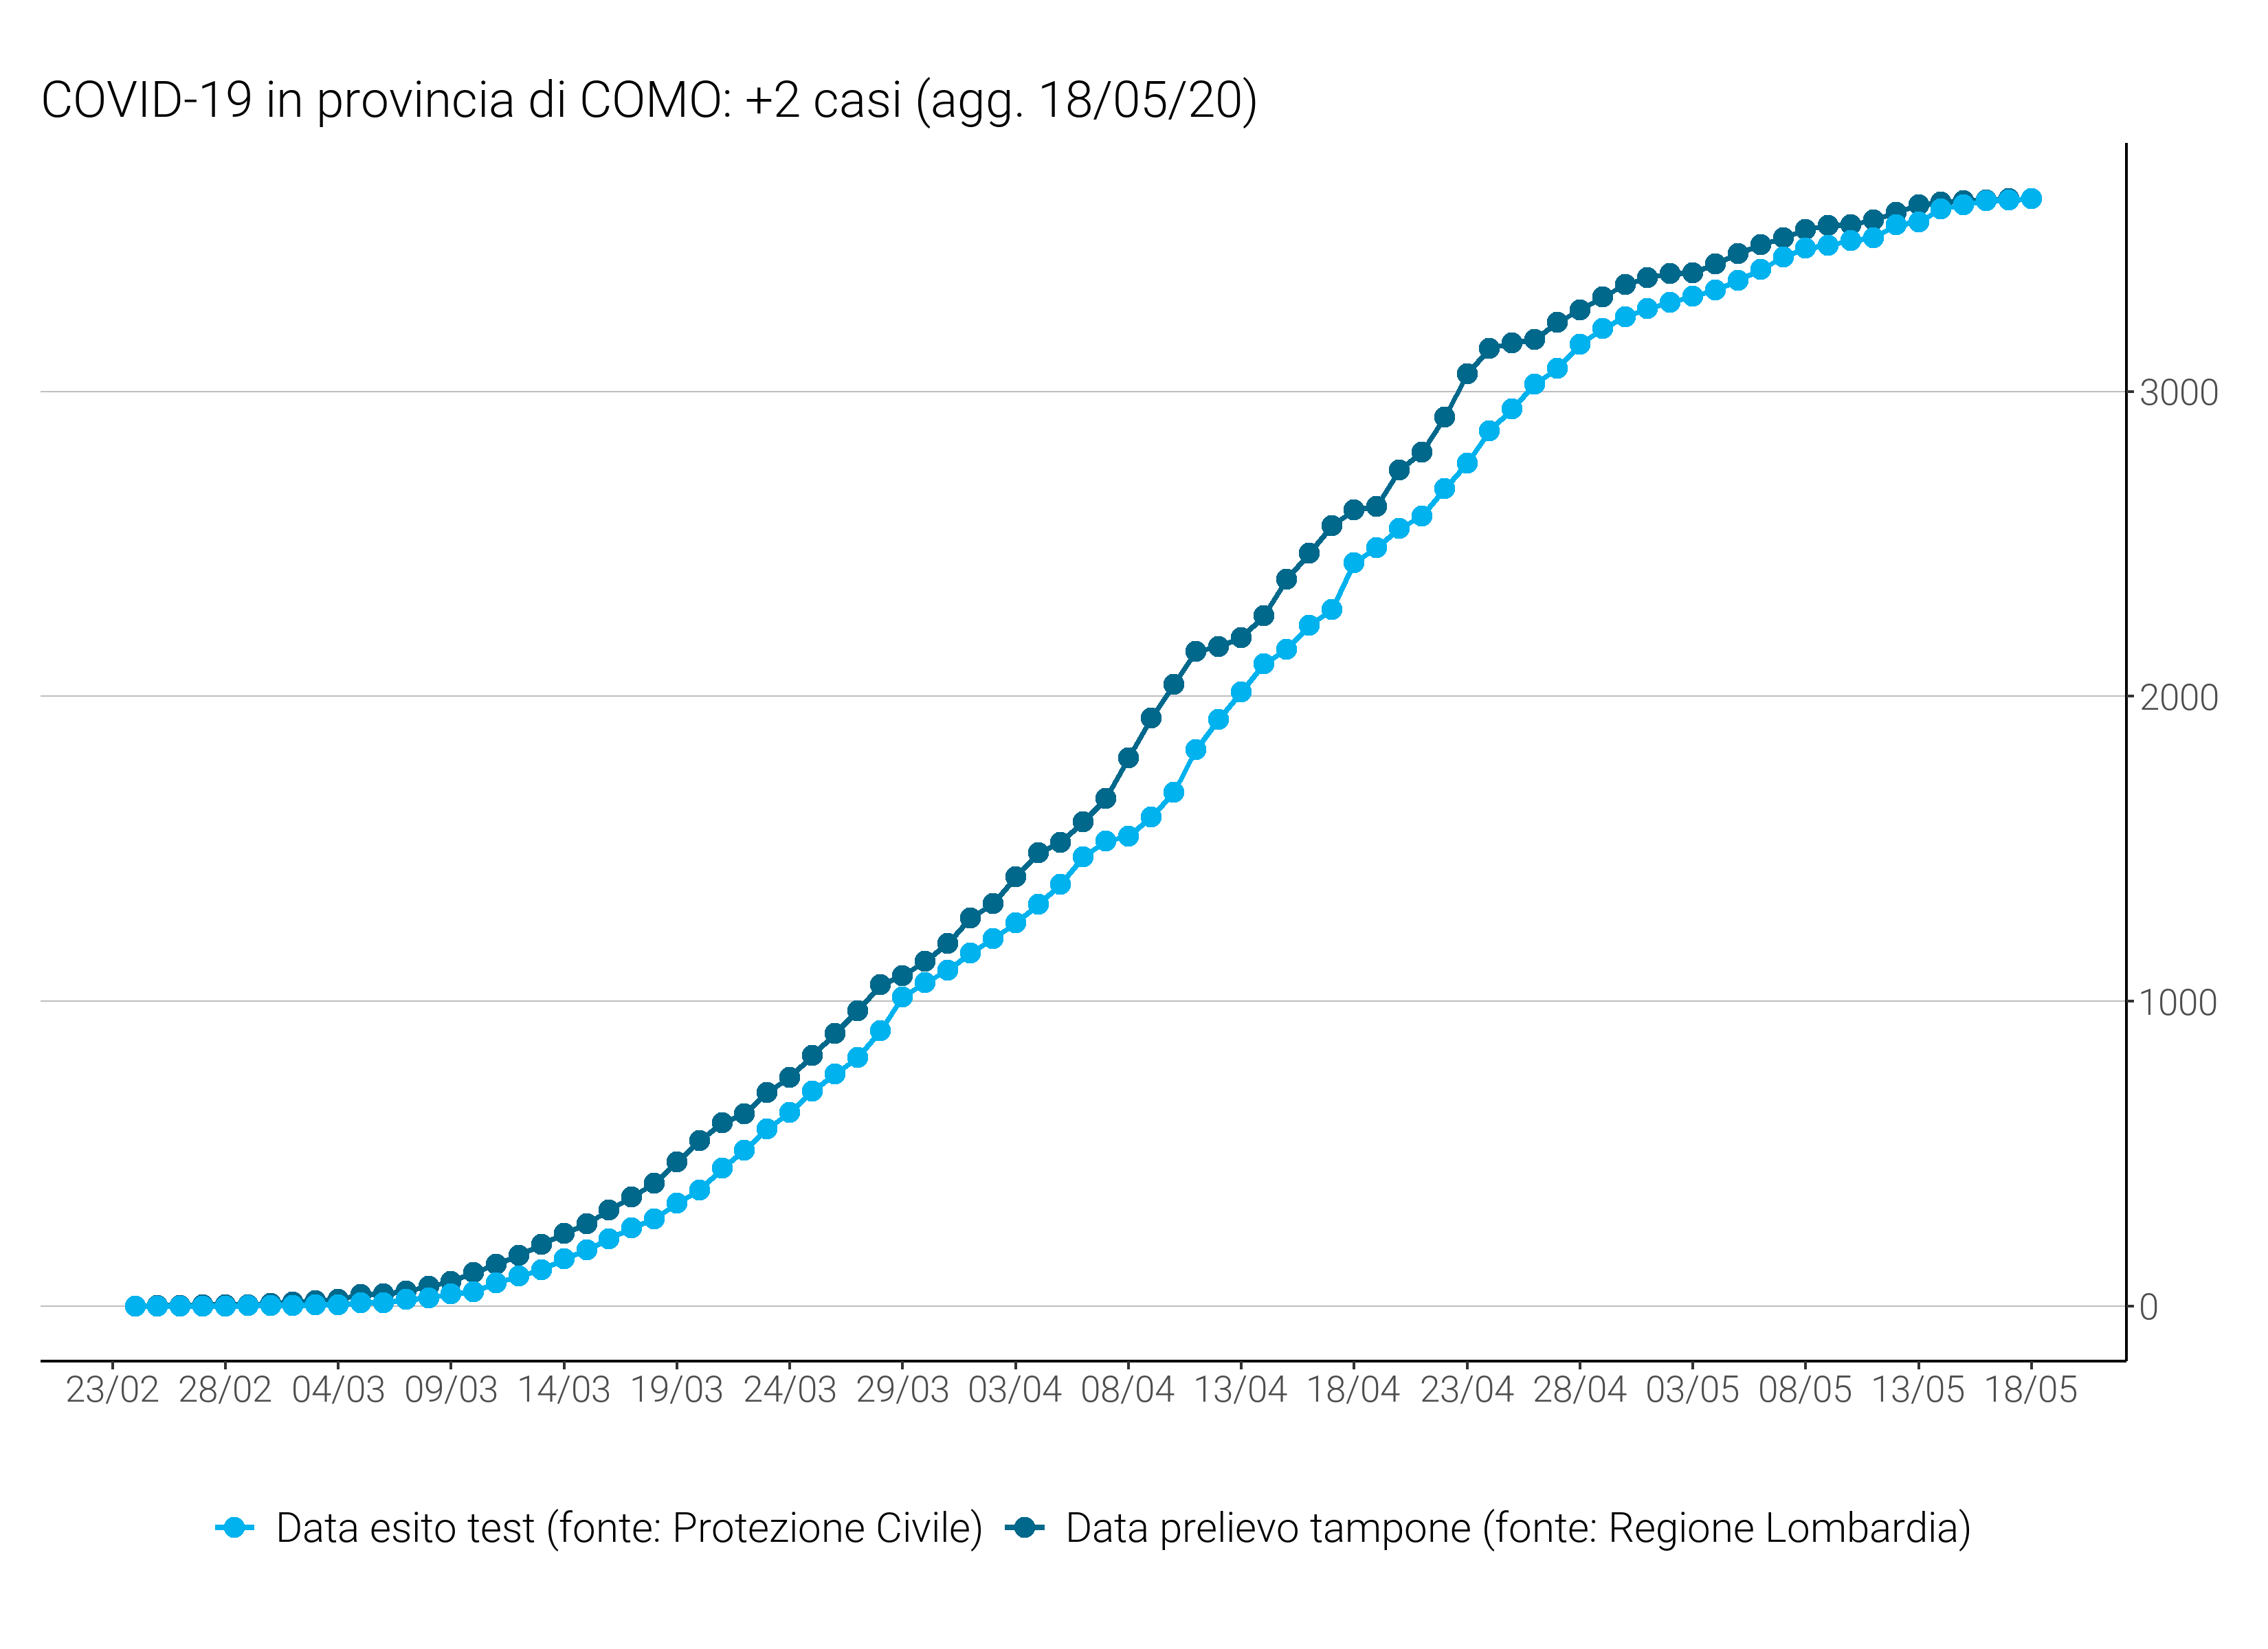 COVID-19 in provincia di COMO: +2 casi (agg. 18/05/20)
3000
2000
1000
0
23/02 28/02 04/03 09/03 14/03 19/03 24/03 29/03 03/04 08/04 13/04 18/04 23/04 28/04 03/05 08/05 13/05 18/05
Data esito test (fonte: Protezione Civile) Data prelievo tampone (fonte: Regione Lombardia)